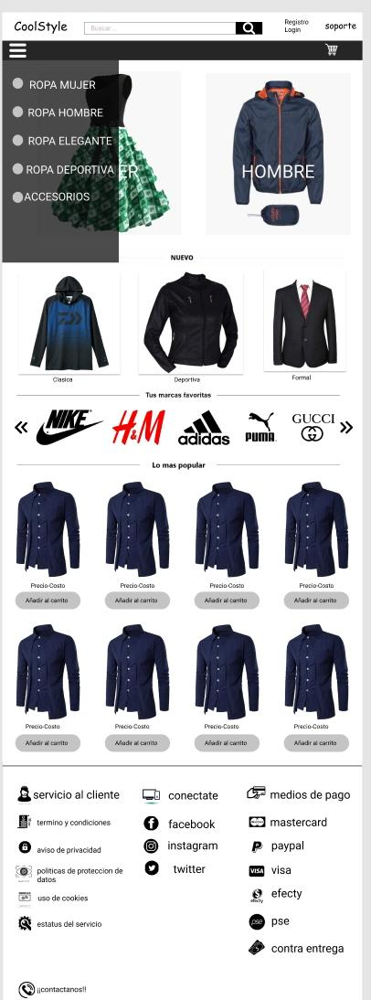 CoolStyle
Buscar....
Registro
Login
soporte
ROPA MUJER
ROPA HOMBRE
ROPA ELEGANTE
ROPA DEPORTIVA
ACCESORIOS
HOMBRE
NUEVO
Clasica
Deportiva
Formal
Tus marcas favoritas
NIKE
H&M
adidas
PUMA
GUCCI
Lo mas popular
Precio-Costo Precio-Costo Precio-Costo Precio-Costo
Añadir al carrito Añadir al carrito Añadir al carrito Añadir al carrito
Precio-Costo Precio-Costo Precio-Costo Precio-Costo
Añadir al carrito Añadir al carrito Añadir al carrito Añadir al carrito
servicio al cliente
termino y condiciones
aviso de privacidad
politicas de proteccion de
datos
uso de cookies
estatus del servicio
¡¡contactanos!!
conectate
facebook
instagram
twitter
medios de pago
mastercard
paypal
VISA visa
efecty efecty
pse pse
contra entrega